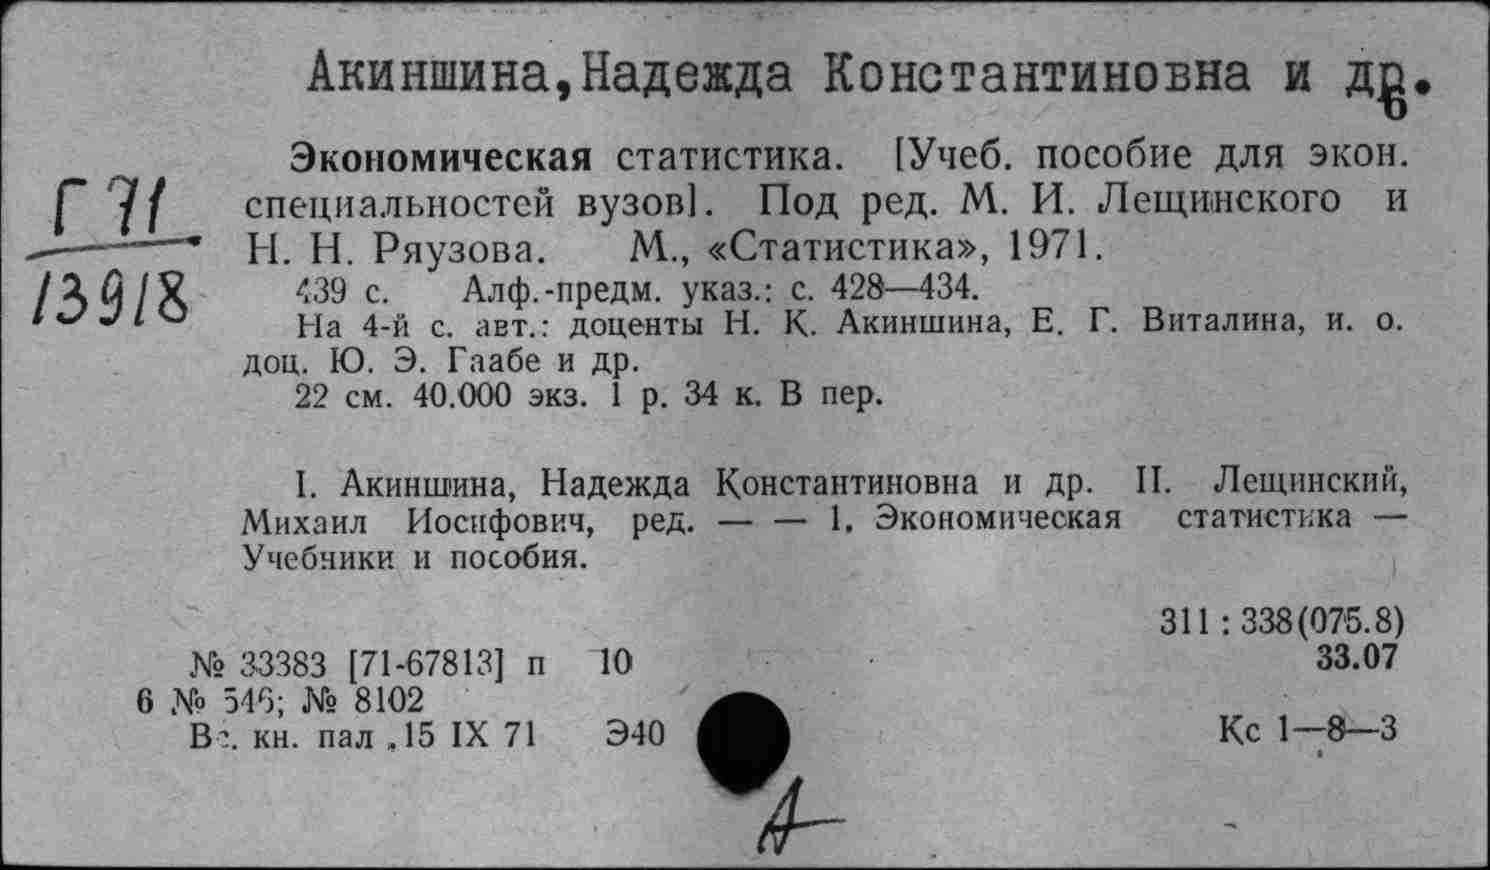 Акиншина, Надежда Константиновна и др.
6
Экономическая статистика. [Учеб. пособие для экон.
специальностей вузов]. Под ред. М. И. Лещинского и
Н. Н. Ряузова. М., «Статистика», 1971.
Г 71
13918
439 с. Алф.-предм. указ.: с. 428—434.
На 4-й с. авт.: доценты Н. К. Акиншина, Е. Г. Виталина, и. о.
доц. Ю. Э. Гаабе и др.
22 см. 40.000 экз. 1 р. 34 к. В пер.
I. Акиншина, Надежда Константиновна и др. II. Лещинский,
Михаил Иосифович, ред. — — 1. Экономическая статистика —
Учебники и пособия.
311 : 338(075.8)
№ 33383 [71-67813] п 10 33.07
6 № 546; № 8102
Вс. кн. пал. 15 IX 71 Э40 Кс 1—8—3
А